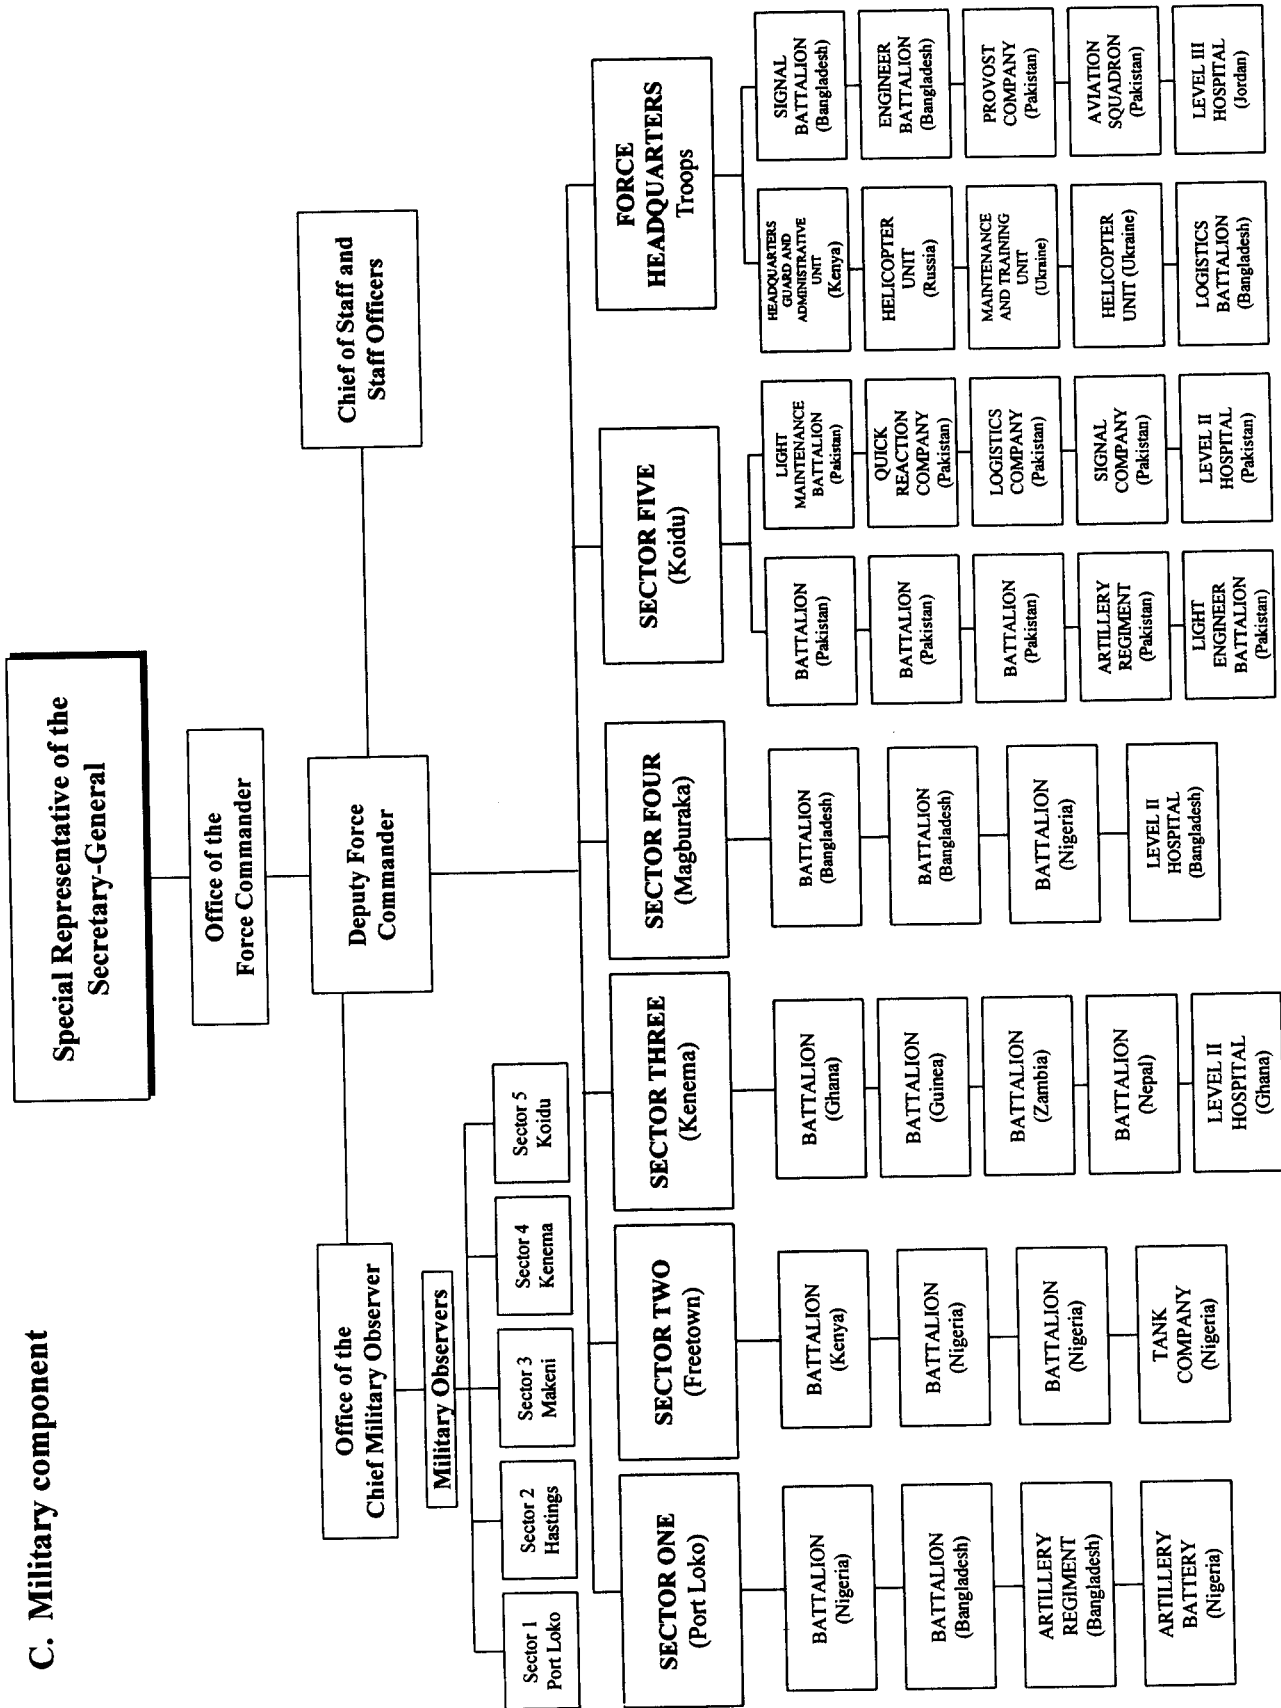 C. Military component
Special Representative of the
Secretary-General
Office of the
Force Commander
Deputy Force
Commander
Chief of Staff and
Staff Officers
Office of the
Chief Military Observer
Military Observers
Sector 1
Port Loko
Sector 2
Hastings
Sector 3
Makeni
Sector 4
Kenema
Sector 5
Koidu
SECTOR ONE
(Port Loko)
BATTALION
(Nigeria)
BATTALION
(Bangladesh)
ARTILLERY
REGIMENT
(Bangladesh)
ARTILLERY
BATTERY
(Nigeria)
SECTOR TWO
(Freetown)
BATTALION
(Kenya)
BATTALION
(Nigeria)
BATTALION
(Nigeria)
TANK
COMPANY
(Nigeria)
SECTOR THREE
(Kenema)
BATTALION
(Ghana)
BATTALION
(Guinea)
BATTALION
(Zambia)
BATTALION
(Nepal)
LEVEL II
HOSPITAL
(Ghana)
SECTOR FOUR
(Magburaka)
BATTALION
(Bangladesh)
BATTALION
(Bangladesh)
BATTALION
(Nigeria)
LEVEL II
HOSPITAL
(Bangladesh)
SECTOR FIVE
(Koidu)
BATTALION
(Pakistan)
BATTALION
(Pakistan)
BATTALION
(Pakistan)
ARTILLERY
REGIMENT
(Pakistan)
LIGHT
ENGINEER
BATTALION
(Pakistan)
LIGHT
MAINTENANCE
BATTALION
(Pakistan)
QUICK
REACTION
COMPANY
(Pakistan)
LOGISTICS
COMPANY
(Pakistan)
SIGNAL
COMPANY
(Pakistan)
LEVEL II
HOSPITAL
(Pakistan)
FORCE
HEADQUARTERS
Troops
HEADQUARTERS
GUARD AND
ADMINISTRATIVE
UNIT
(Kenya)
HELICOPTER
UNIT
(Russia)
MAINTENANCE
AND TRAINING
UNIT
(Ukraine)
HELICOPTER
UNIT (Ukraine)
LOGISTICS
BATTALION
(Bangladesh)
SIGNAL
BATTALION
(Bangladesh)
ENGINEER
BATTALION
(Bangladesh)
PROVOST
COMPANY
(Pakistan)
AVIATION
SQUADRON
(Pakistan)
LEVEL III
HOSPITAL
(Jordan)